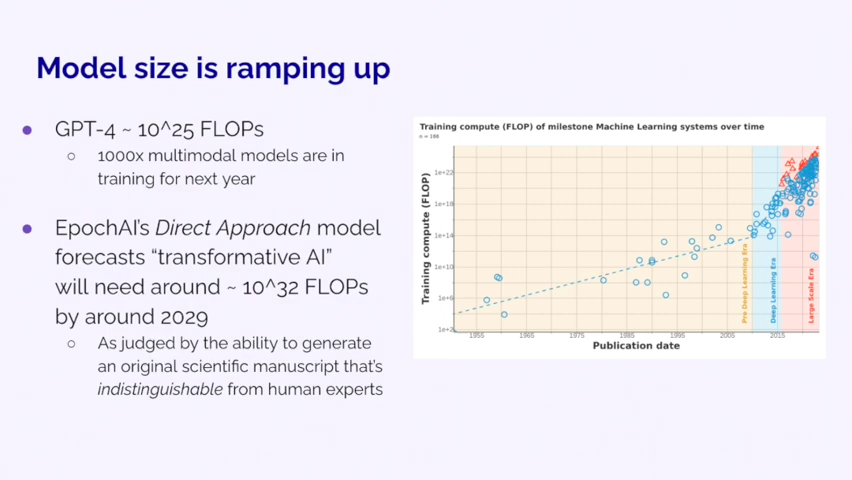 Model size is ramping up
● GPT-4 ~ 10^25 FLOPs
○ 1000x multimodal models are in
training for next year
● EpochAI's Direct Approach model
forecasts “transformative AI”
will need around ~ 10^32 FLOPs
by around 2029
○ As judged by the ability to generate
an original scientific manuscript that's
indistinguishable from human experts
Training compute (FLOP) of milestone Machine Learning systems over time
n = 186
Training compute (FLOP)
1e+22
1e+18
1e+14
1e+10
1e+6
1e+2
Pre Deep Learning Era
Deep Learning Era
Large Scale Era
1955 1965 1975 1985 1995 2005 2015
Publication date